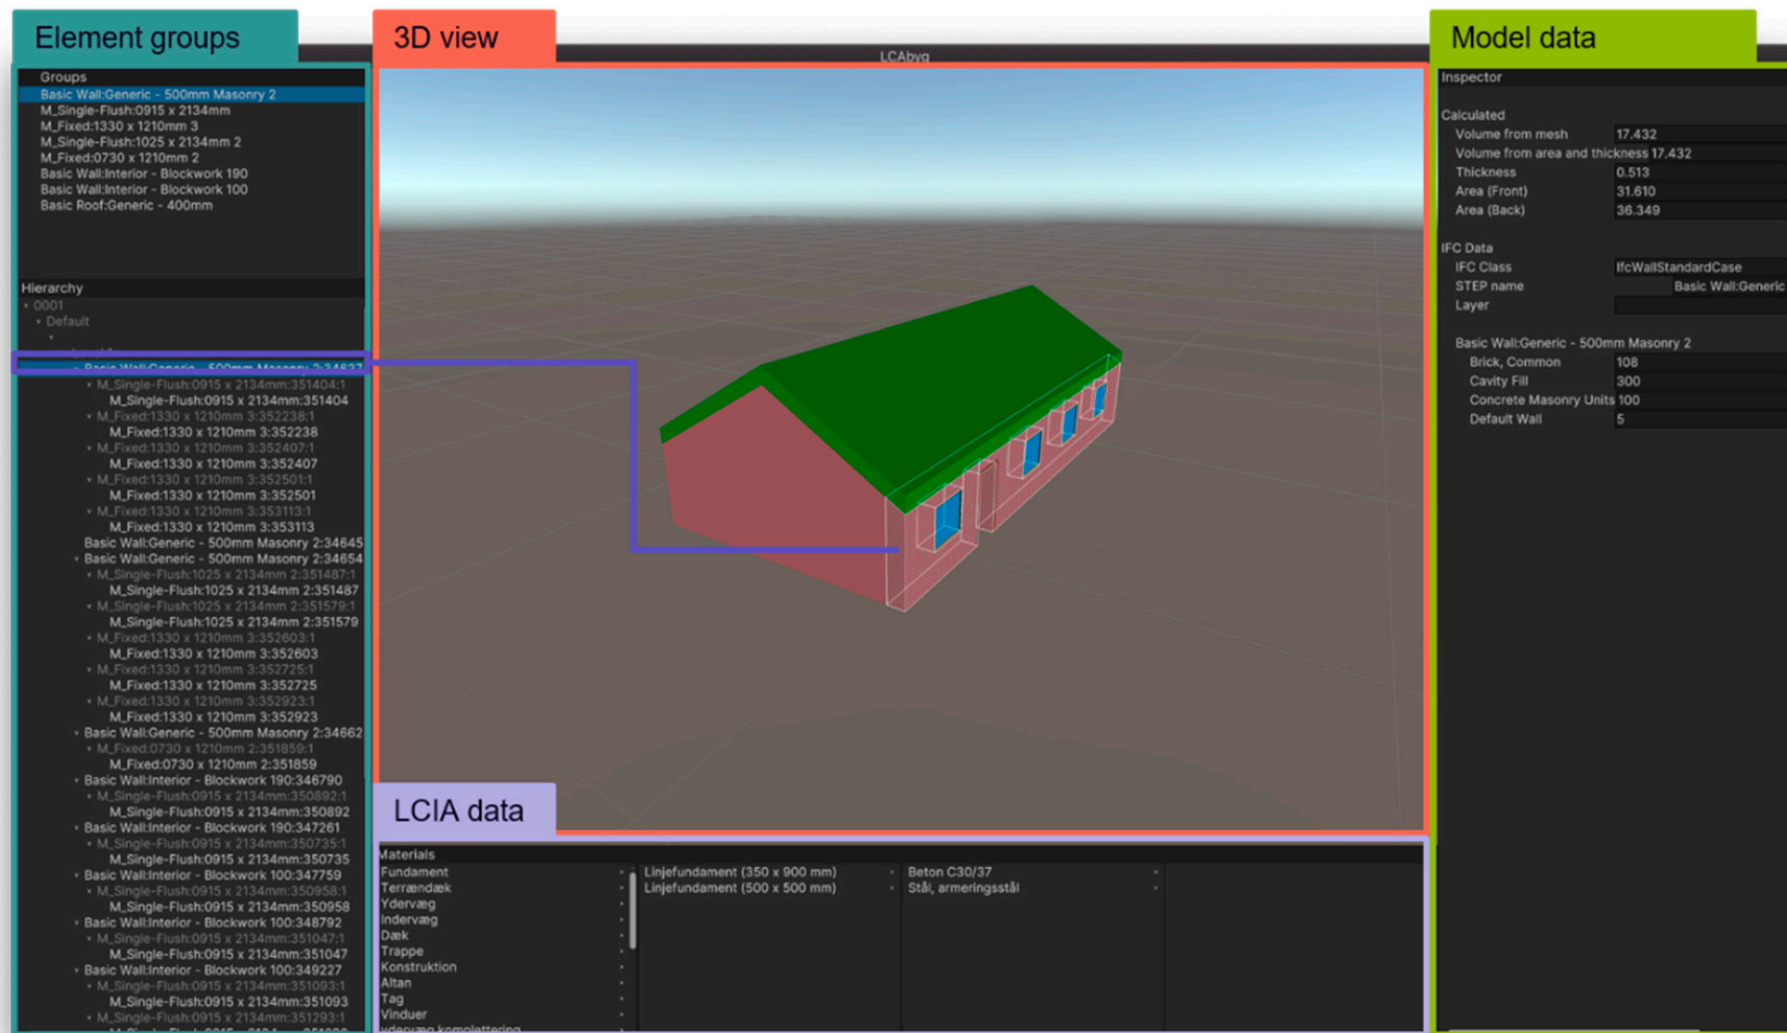 Element groups
Groups
Basic Wall:Generic - 500mm Masonry 2
M_Single-Flush:0915 x 2134mm
M_Fixed:1330 x 1210mm 3
M_Single-Flush:1025 x 2134mm 2
M_Fixed:0730 x 1210mm 2
Basic Wall:Interior - Blockwork 190
Basic Wall:Interior - Blockwork 100
Basic Roof:Generic - 400mm
Hierarchy
0001
Default
Basic Wall:Generic - 500mm Masonry 2:34637
M_Single-Flush:0915 x 2134mm:351404:1
M_Single-Flush:0915 x 2134mm:351404
M_Fixed:1330 x 1210mm 3:352238:1
M_Fixed:1330 x 1210mm 3:352238
M_Fixed:1330 x 1210mm 3:352407:1
M_Fixed:1330 x 1210mm 3:352407
M_Fixed:1330 x 1210mm 3:352501:1
M_Fixed:1330 x 1210mm 3:352501
M_Fixed:1330 x 1210mm 3:353113:1
M_Fixed:1330 x 1210mm 3:353113
Basic Wall:Generic - 500mm Masonry 2:34645
Basic Wall:Generic - 500mm Masonry 2:34654
M_Single-Flush:1025 x 2134mm 2:351487:1
M_Single-Flush:1025 x 2134mm 2:351487
M_Single-Flush:1025 x 2134mm 2:351579:1
M_Single-Flush:1025 x 2134mm 2:351579
M_Fixed:1330 x 1210mm 3:352603:1
M_Fixed:1330 x 1210mm 3:352603
M_Fixed:1330 x 1210mm 3:352725:1
M_Fixed:1330 x 1210mm 3:352725
M_Fixed:1330 x 1210mm 3:352923:1
M_Fixed:1330 x 1210mm 3:352923
Basic Wall:Generic - 500mm Masonry 2:34662
M_Fixed:0730 x 1210mm 2:351859:1
M_Fixed:0730 x 1210mm 2:351859
Basic Wall:Interior - Blockwork 190:346790
M_Single-Flush:0915 x 2134mm:350892:1
M_Single-Flush:0915 x 2134mm:350892
Basic Wall:Interior - Blockwork 190:347261
M_Single-Flush:0915 x 2134mm:350735:1
M_Single-Flush:0915 x 2134mm:350735
Basic Wall:Interior - Blockwork 100:347759
M_Single-Flush:0915 x 2134mm:350958:1
M_Single-Flush:0915 x 2134mm:350958
Basic Wall:Interior - Blockwork 100:348792
M_Single-Flush:0915 x 2134mm:351047:1
M_Single-Flush:0915 x 2134mm:351047
Basic Wall:Interior - Blockwork 100:349227
M_Single-Flush:0915 x 2134mm:351093:1
M_Single-Flush:0915 x 2134mm:351093
M_Single-Flush:0915 x 2134mm:351293:1
3D view
LCAbyg
LCIA data
Materials
Fundament
Terrændæk
Ydervæg
Indervæg
Dæk
Trappe
Konstruktion
Altan
Tag
Vinduer
ydervæg komplettering
Linjefundament (350 x 900 mm)
Linjefundament (500 x 500 mm)
Beton C30/37
Stål, armeringsstål
Model data
Inspector
Calculated
Volume from mesh 17.432
Volume from area and thickness 17.432
Thickness 0.513
Area (Front) 31.610
Area (Back) 36.349
IFC Data
IFC Class IfcWallStandardCase
STEP name Basic Wall:Generic
Layer
Basic Wall:Generic - 500mm Masonry 2
Brick, Common 108
Cavity Fill 300
Concrete Masonry Units 100
Default Wall 5